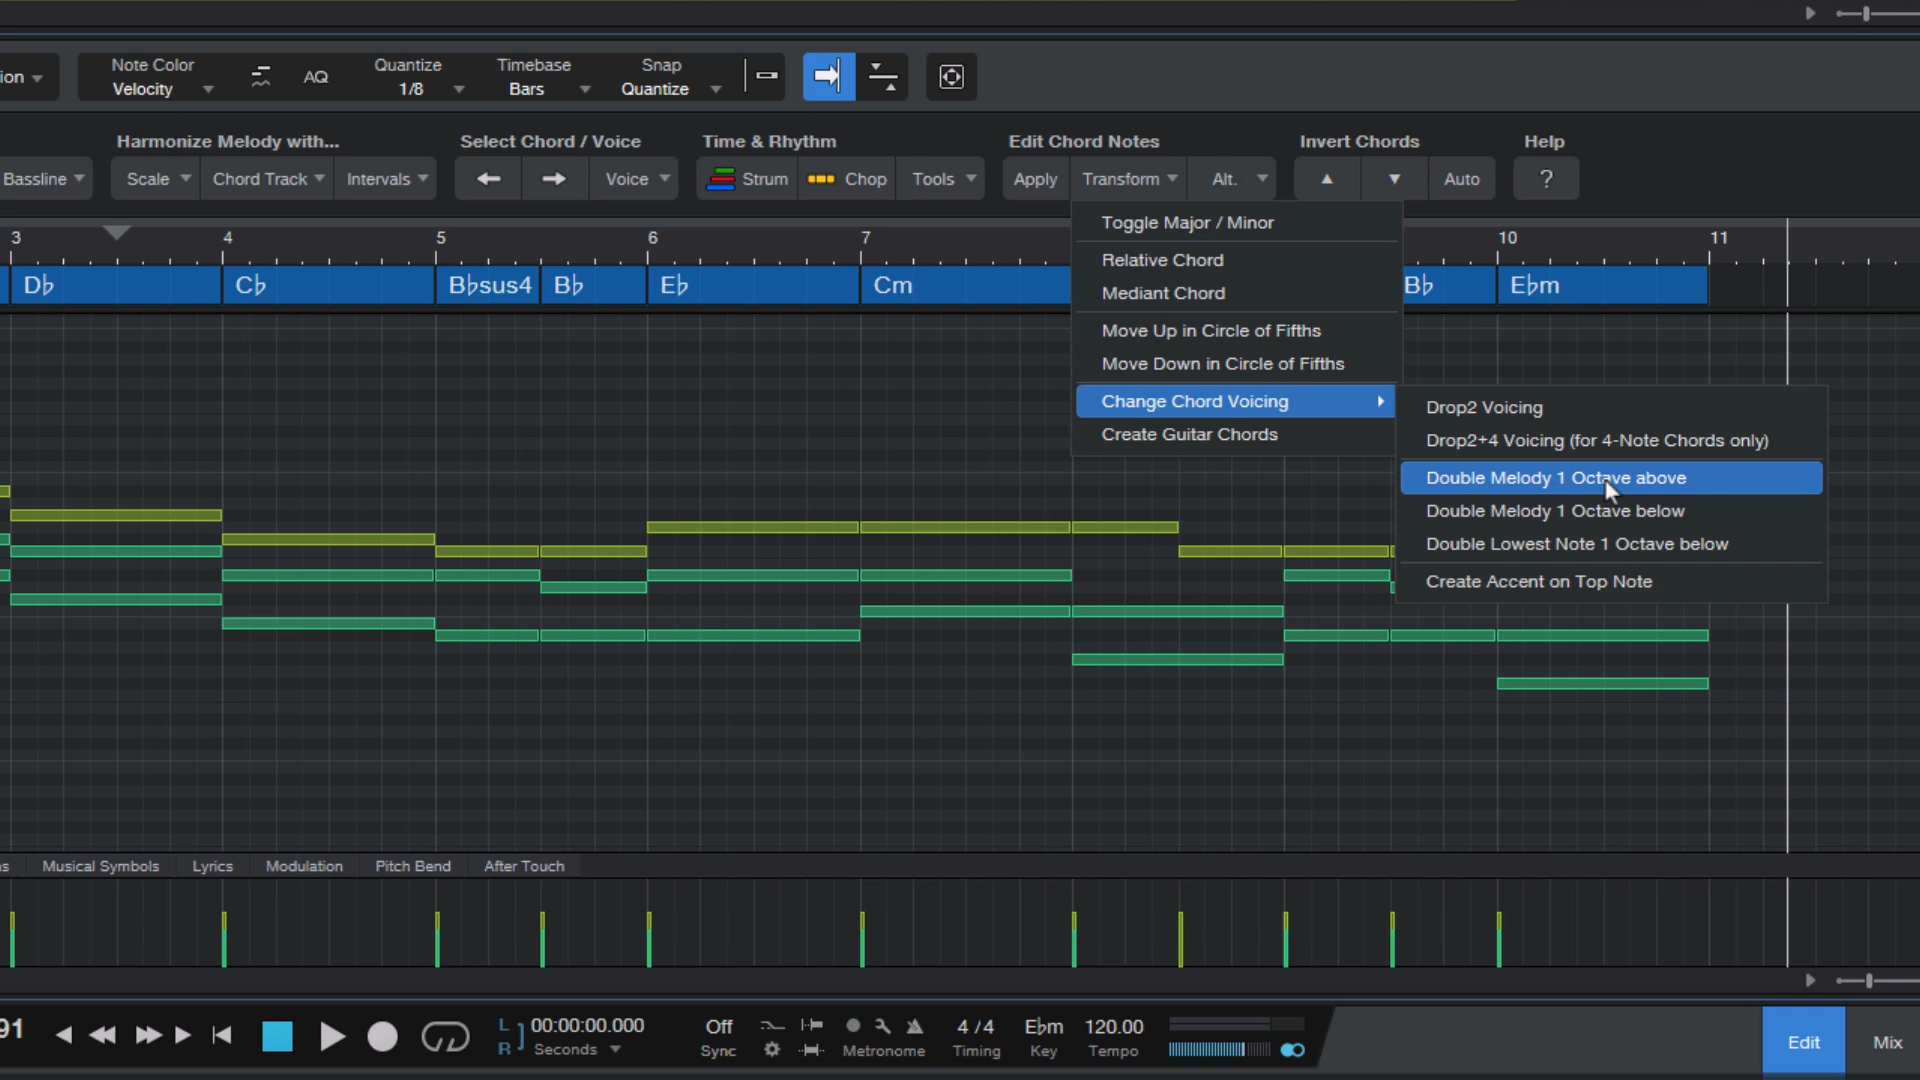 ion
Note Color
Velocity
AQ
Quantize
1/8
Timebase
Bars
Snap
Quantize
Harmonize Melody with...
Select Chord / Voice
Time & Rhythm
Edit Chord Notes
Invert Chords
Help
Bassline
Scale
Chord Track
Intervals
Voice
Strum
Chop
Tools
Apply
Transform
Alt.
Auto
?
Toggle Major / Minor
Relative Chord
Mediant Chord
Move Up in Circle of Fifths
Move Down in Circle of Fifths
Change Chord Voicing
Create Guitar Chords
Drop2 Voicing
Drop2+4 Voicing (for 4-Note Chords only)
Double Melody 1 Octave above
Double Melody 1 Octave below
Double Lowest Note 1 Octave below
Create Accent on Top Note
3 4 5 6 7 10 11
D♭ C♭ B♭sus4 B♭ E♭ Cm B♭ E♭m
s Musical Symbols Lyrics Modulation Pitch Bend After Touch
91
L
R
00:00:00.000
Seconds
Off
Sync
Metronome
4 / 4
Timing
E♭m
Key
120.00
Tempo
Edit
Mix